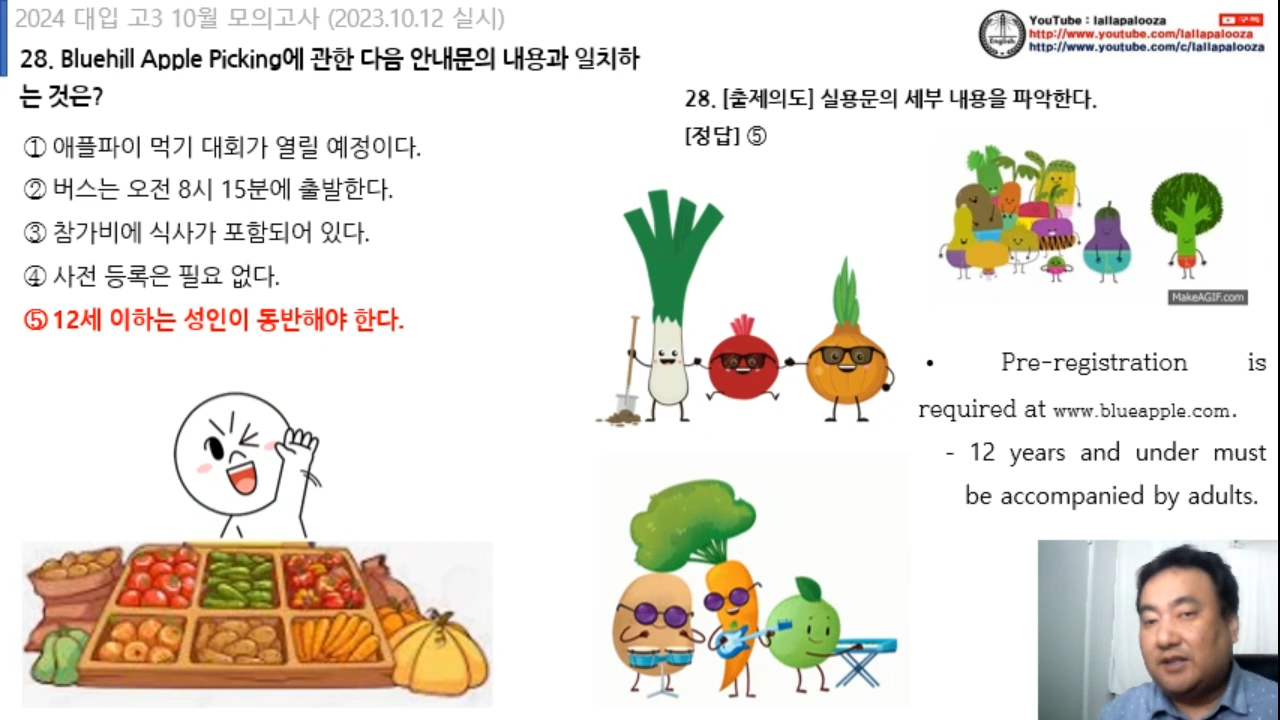 2024 대입 고3 10월 모의고사 (2023.10.12 실시)
28. Bluehill Apple Picking에 관한 다음 안내문의 내용과 일치하
는 것은?
① 애플파이 먹기 대회가 열릴 예정이다.
② 버스는 오전 8시 15분에 출발한다.
③ 참가비에 식사가 포함되어 있다.
④ 사전 등록은 필요 없다.
⑤ 12세 이하는 성인이 동반해야 한다.
YouTube : lallapalooza
구독
http://www.youtube.com/lallapalooza
http://www.youtube.com/c/lallapalooza
English
28. [출제의도] 실용문의 세부 내용을 파악한다.
[정답] ⑤
MakeAGIF.com
• Pre-registration is
required at www.blueapple.com.
- 12 years and under must
be accompanied by adults.